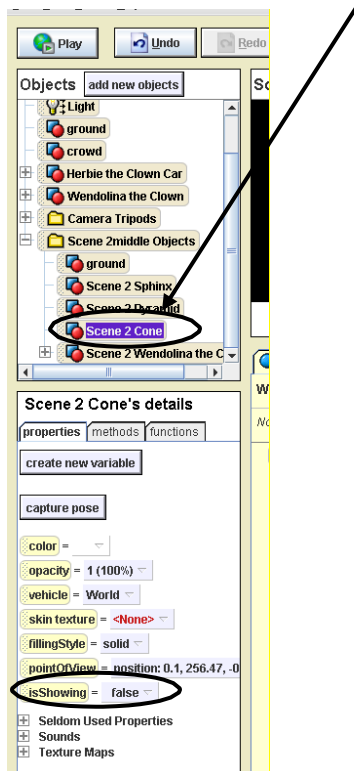 Play Undo Redo
Objects add new objects
Light
ground
crowd
Herbie the Clown Car
Wendolina the Clown
Camera Tripods
Scene 2middle Objects
ground
Scene 2 Sphinx
Scene 2 Pyramid
Scene 2 Cone
Scene 2 Wendolina the C
Scene 2 Cone's details
properties methods functions
create new variable
capture pose
color =
opacity = 1 (100%)
vehicle = World
skin texture = <None>
fillingStyle = solid
pointOfView = position: 0.1, 256.47, -0
isShowing = false
Seldom Used Properties
Sounds
Texture Maps